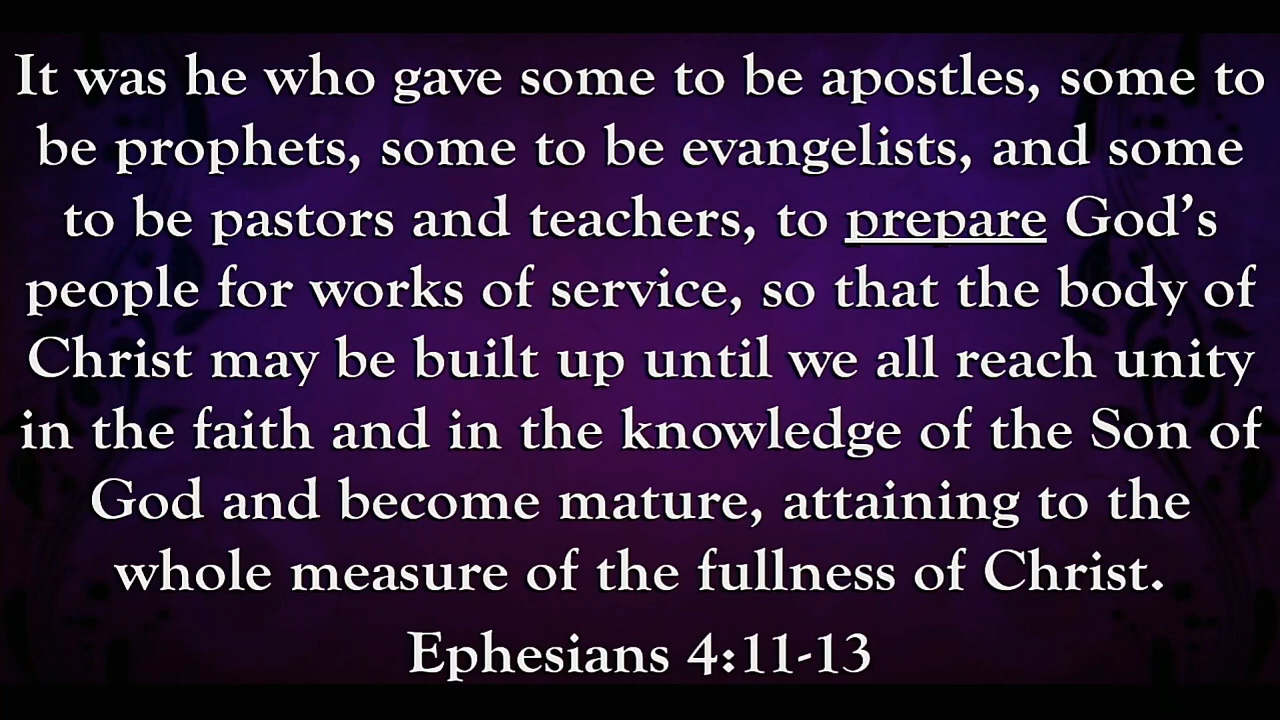 It was he who gave some to be apostles, some to
be prophets, some to be evangelists, and some
to be pastors and teachers, to prepare God’s
people for works of service, so that the body of
Christ may be built up until we all reach unity
in the faith and in the knowledge of the Son of
God and become mature, attaining to the
whole measure of the fullness of Christ.
Ephesians 4:11-13